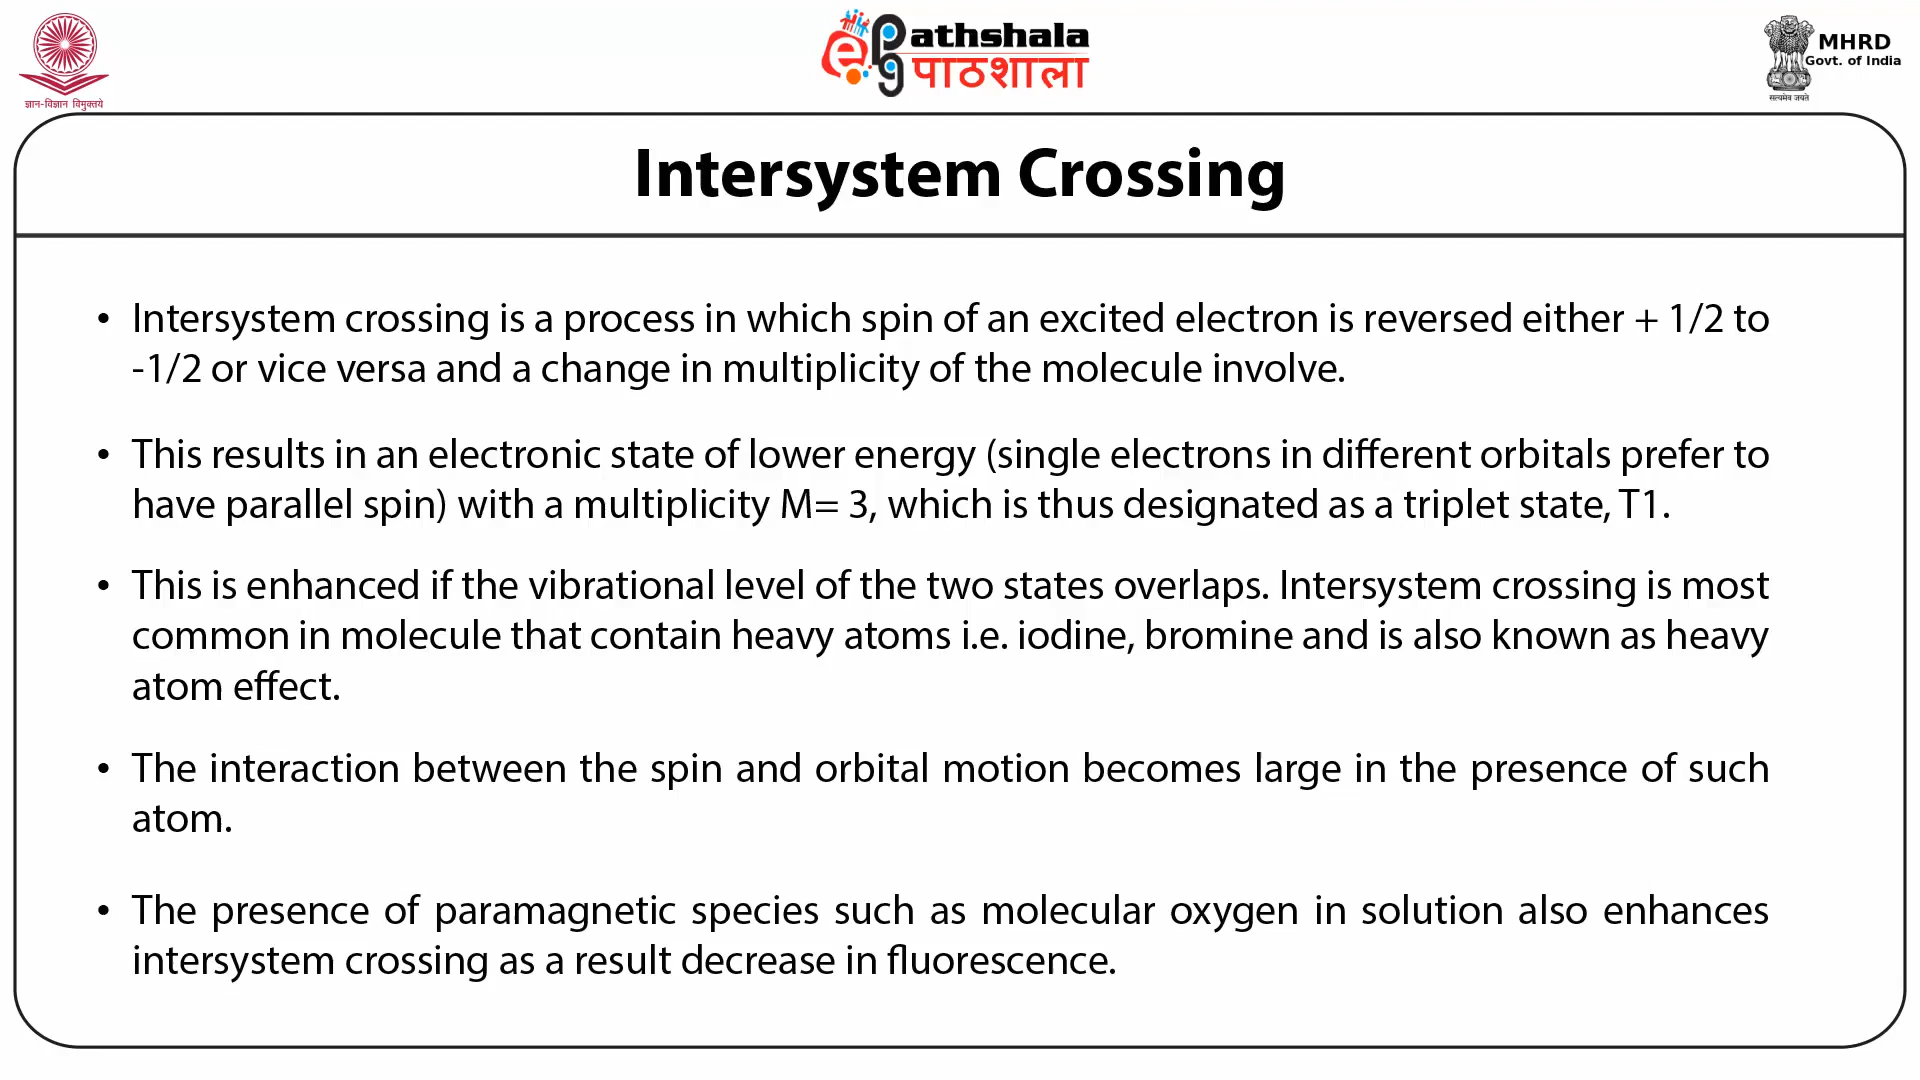 ज्ञान-विज्ञान विमुक्तये
ePathshala
पाठशाला
MHRD
Govt. of India
सत्यमेव जयते
Intersystem Crossing
• Intersystem crossing is a process in which spin of an excited electron is reversed either + 1/2 to
-1/2 or vice versa and a change in multiplicity of the molecule involve.
• This results in an electronic state of lower energy (single electrons in different orbitals prefer to
have parallel spin) with a multiplicity M= 3, which is thus designated as a triplet state, T1.
• This is enhanced if the vibrational level of the two states overlaps. Intersystem crossing is most
common in molecule that contain heavy atoms i.e. iodine, bromine and is also known as heavy
atom effect.
• The interaction between the spin and orbital motion becomes large in the presence of such
atom.
• The presence of paramagnetic species such as molecular oxygen in solution also enhances
intersystem crossing as a result decrease in fluorescence.